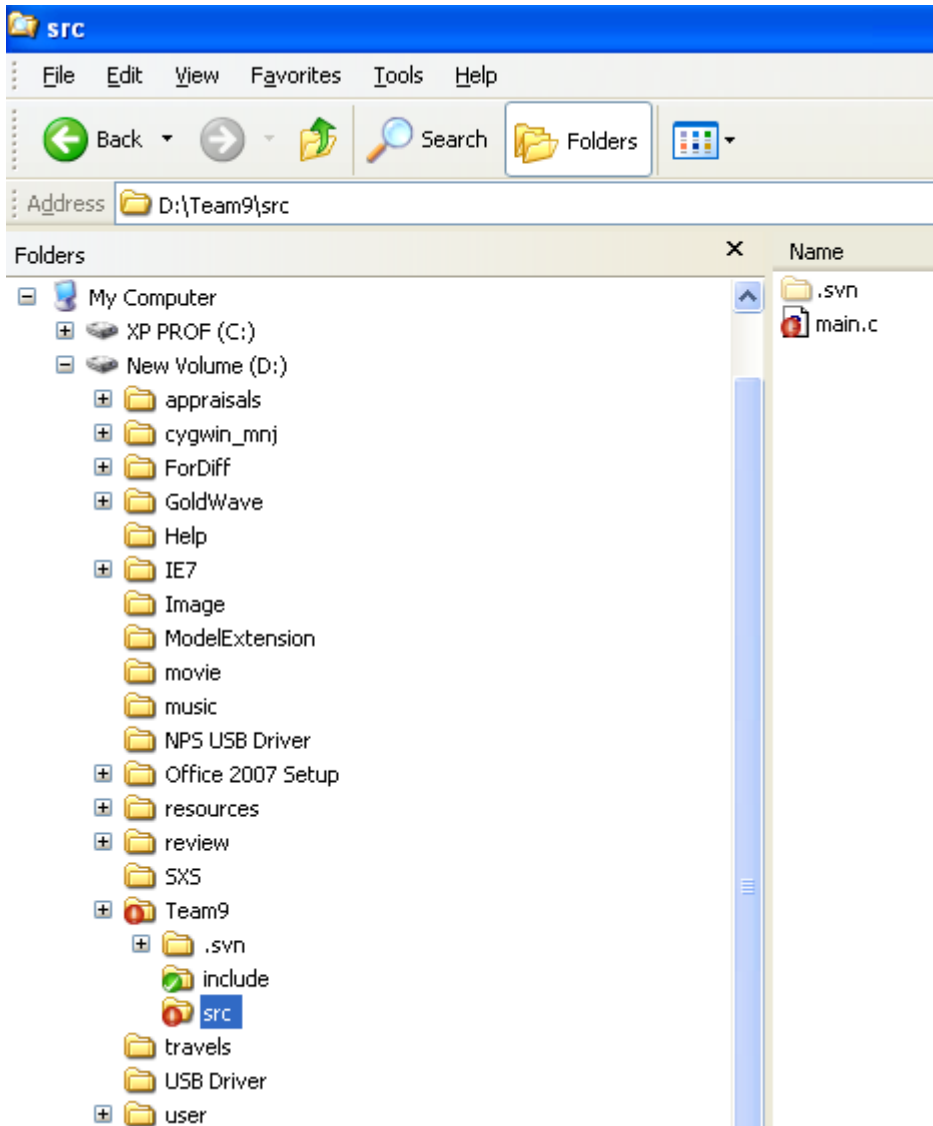 src
File Edit View Favorites Tools Help
Back Search Folders
Address D:\Team9\src
Folders Name
My Computer .svn
XP PROF (C:) main.c
New Volume (D:)
appraisals
cygwin_mnj
ForDiff
GoldWave
Help
IE7
Image
ModelExtension
movie
music
NPS USB Driver
Office 2007 Setup
resources
review
SXS
Team9
.svn
include
src
travels
USB Driver
user